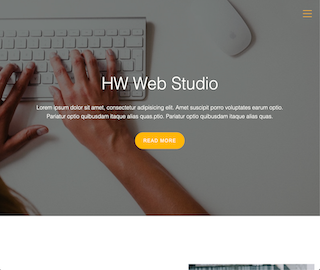 HW Web Studio
Lorem ipsum dolor sit amet, consectetur adipisicing elit. Amet suscipit porro voluptates earum optio.
Pariatur optio quibusdam itaque alias quas.ptio. Pariatur optio quibusdam itaque alias quas.
READ MORE